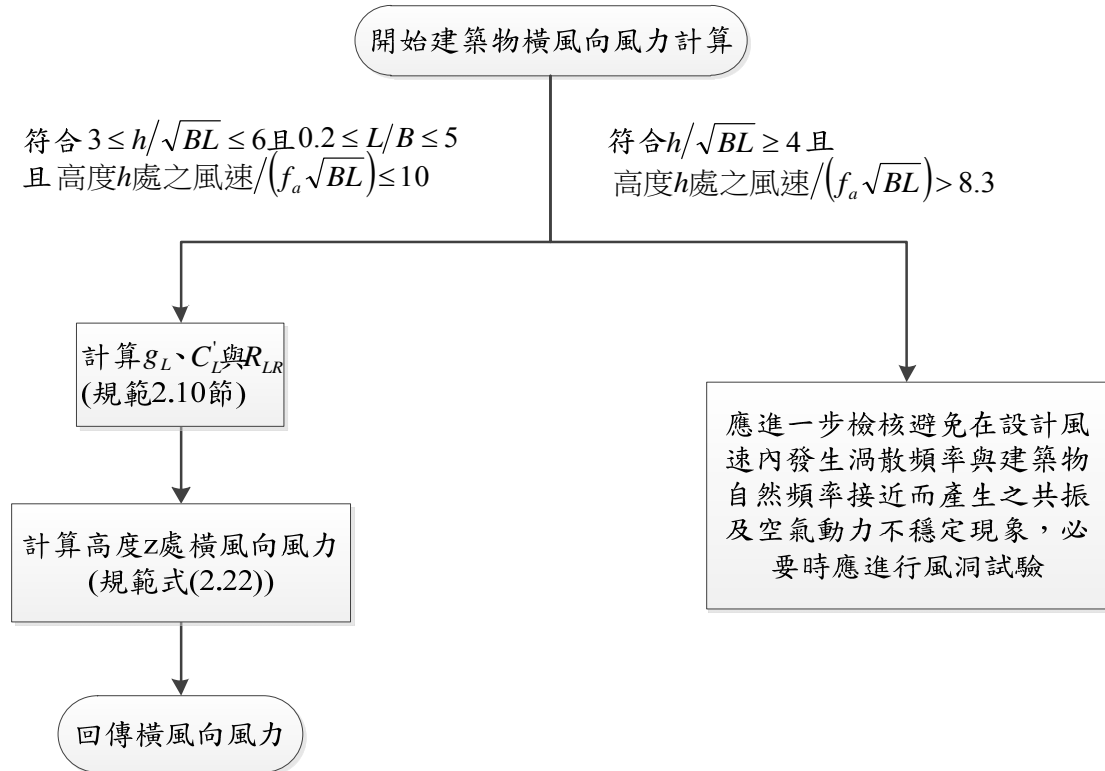 開始建築物橫風向風力計算
符合 3 ≤ h/√BL ≤ 6且0.2 ≤ L/B ≤ 5
且高度h處之風速/(f_a√BL) ≤ 10
符合h/√BL ≥ 4且
高度h處之風速/(f_a√BL) > 8.3
計算g_L、C_L'與R_LR
(規範2.10節)
計算高度z處橫風向風力
(規範式(2.22))
回傳橫風向風力
應進一步檢核避免在設計風
速內發生渦散頻率與建築物
自然頻率接近而產生之共振
及空氣動力不穩定現象，必
要時應進行風洞試驗